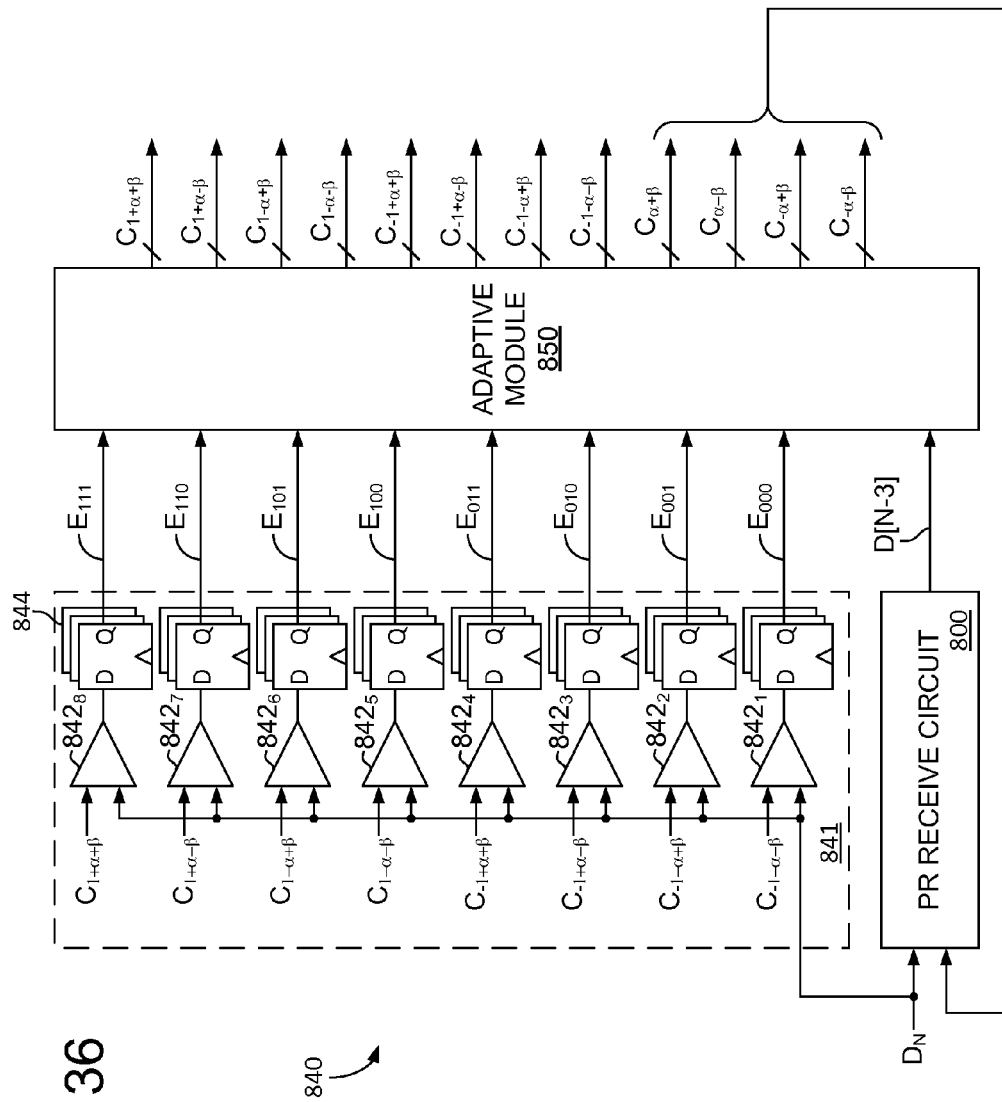 36
840
844
C1+α+β
842₈
D Q
E₁₁₁
C1+α−β
842₇
D Q
E₁₁₀
C1−α+β
842₆
D Q
E₁₀₁
C1−α−β
842₅
D Q
E₁₀₀
C-1+α+β
842₄
D Q
E₀₁₁
C-1+α−β
842₃
D Q
E₀₁₀
C-1−α+β
842₂
D Q
E₀₀₁
C-1−α−β
842₁
D Q
E₀₀₀
841
D_N
PR RECEIVE CIRCUIT
800
D[N-3]
ADAPTIVE
MODULE
850
C1+α+β
C1+α-β
C1-α+β
C1-α-β
C-1+α+β
C-1+α-β
C-1-α+β
C-1-α−β
Cα+β
Cα−β
C-α+β
C-α-β